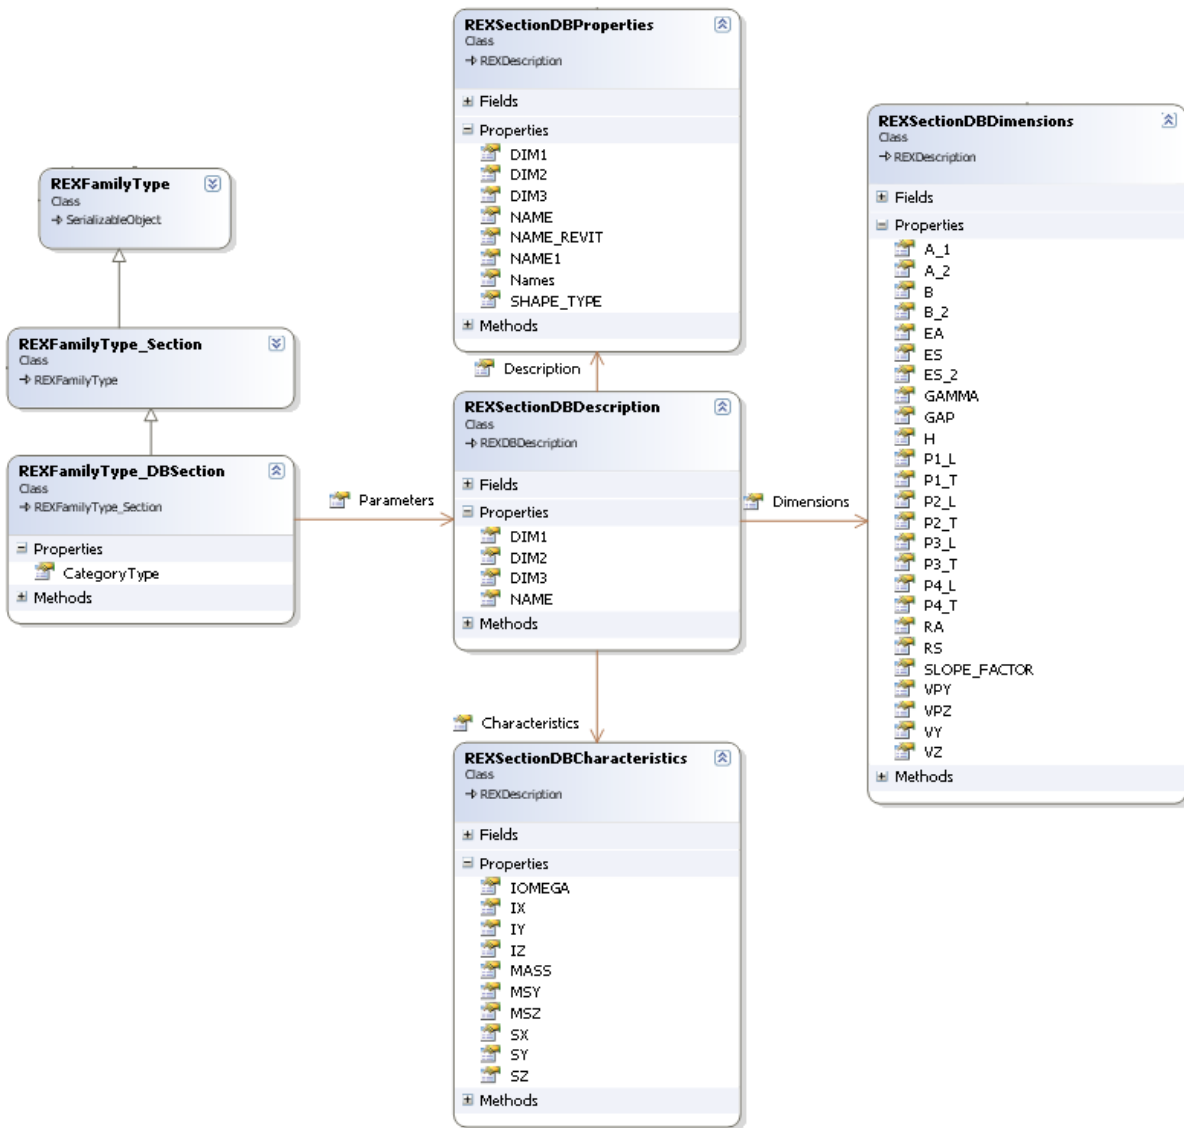 REXSectionDBProperties
Class
REXDescription
Fields
Properties
DIM1
DIM2
DIM3
NAME
NAME_REVIT
NAME1
Names
SHAPE_TYPE
Methods
REXFamilyType
Class
SerializableObject
REXFamilyType_Section
Class
REXFamilyType
REXFamilyType_DBSection
Class
REXFamilyType_Section
Properties
CategoryType
Methods
Parameters
Description
REXSectionDBDescription
Class
REXDBDescription
Fields
Properties
DIM1
DIM2
DIM3
NAME
Methods
Dimensions
REXSectionDBDimensions
Class
REXDescription
Fields
Properties
A_1
A_2
B
B_2
EA
ES
ES_2
GAMMA
GAP
H
P1_L
P1_T
P2_L
P2_T
P3_L
P3_T
P4_L
P4_T
RA
RS
SLOPE_FACTOR
VPY
VPZ
VY
VZ
Methods
Characteristics
REXSectionDBCharacteristics
Class
REXDescription
Fields
Properties
IOMEGA
IX
IY
IZ
MASS
MSY
MSZ
SX
SY
SZ
Methods